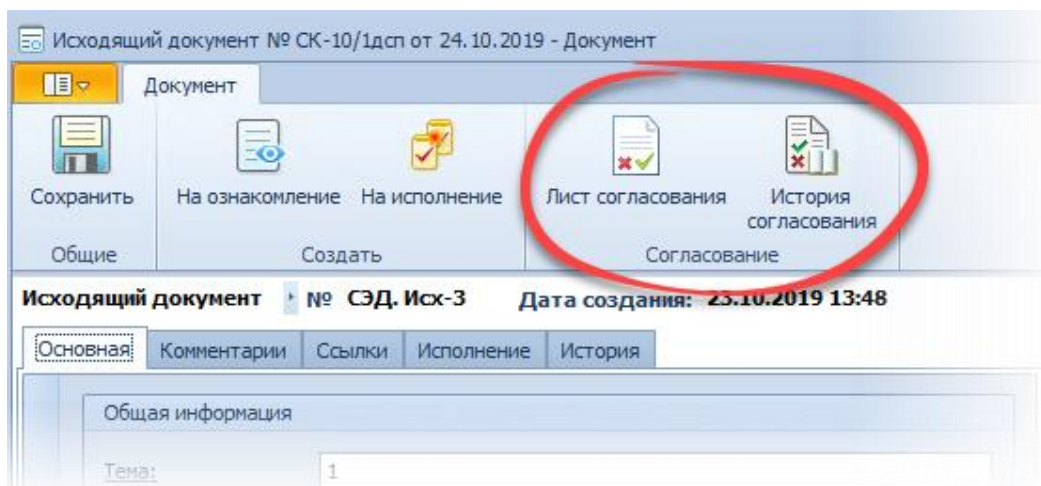 Исходящий документ № СК-10/1дсп от 24.10.2019 - Документ
Документ
Сохранить
На ознакомление
На исполнение
Лист согласования
История
согласования
Общие
Создать
Согласование
Исходящий документ № СЭД. Исх-3 Дата создания: 23.10.2019 13:48
Основная Комментарии Ссылки Исполнение История
Общая информация
Тема: 1